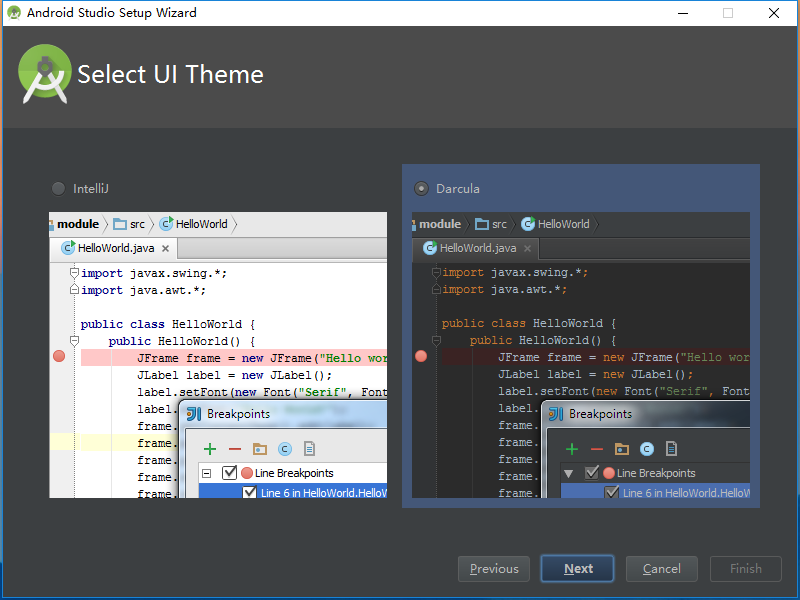 Android Studio Setup Wizard
Select UI Theme
IntelliJ
module
src
HelloWorld
HelloWorld.java
import javax.swing.*;
import java.awt.*;
public class HelloWorld {
public HelloWorld() {
JFrame frame = new JFrame("Hello wor
JLabel label = new JLabel();
label.setFont(new Font("Serif", Font
label.
frame.
frame.
frame.
frame.
frame.
Breakpoints
Line Breakpoints
Line 6 in HelloWorld.HelloW
Darcula
module
src
HelloWorld
HelloWorld.java
import javax.swing.*;
import java.awt.*;
public class HelloWorld {
public HelloWorld() {
JFrame frame = new JFrame("Hello wor
JLabel label = new JLabel();
label.setFont(new Font("Serif", Font
label.
frame.
frame.
frame.
frame.
frame.
Breakpoints
Line Breakpoints
Line 6 in HelloWorld.HelloW
Previous
Next
Cancel
Finish